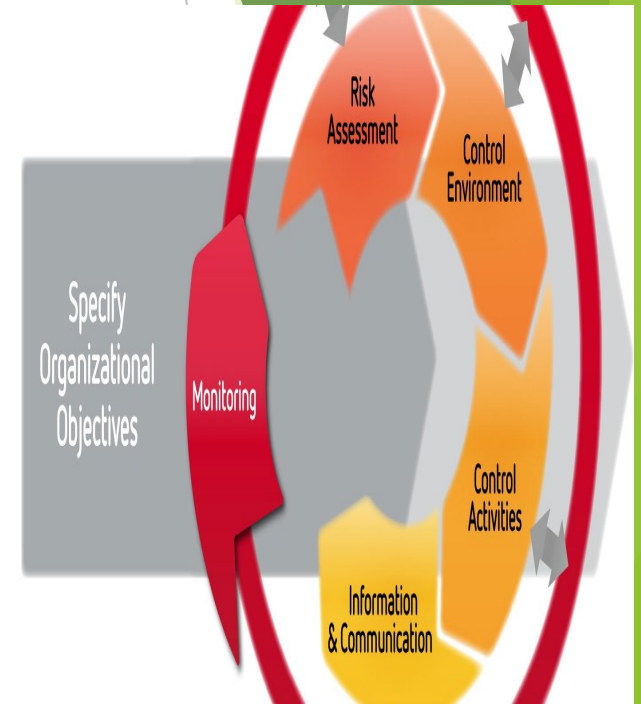 Risk
Assessment
Control
Environment
Specify
Organizational
Objectives
Monitoring
Control
Activities
Information
& Communication